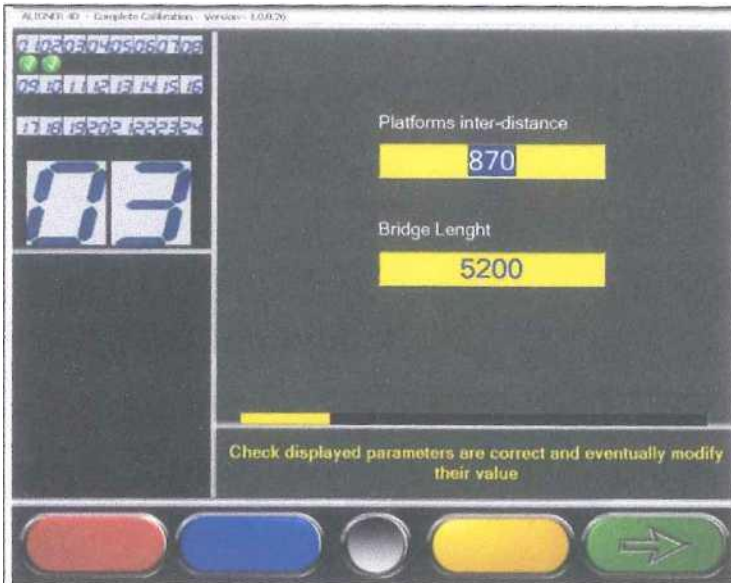 ALIGNER 4D - Complete Calibration - Version - 1.0.0.26
01 02 03 04 05 06 07 08
09 10 11 12 13 14 15 16
17 18 19 20 21 22 23 24
03
Platforms inter-distance
870
Bridge Lenght
5200
Check displayed parameters are correct and eventually modify
their value